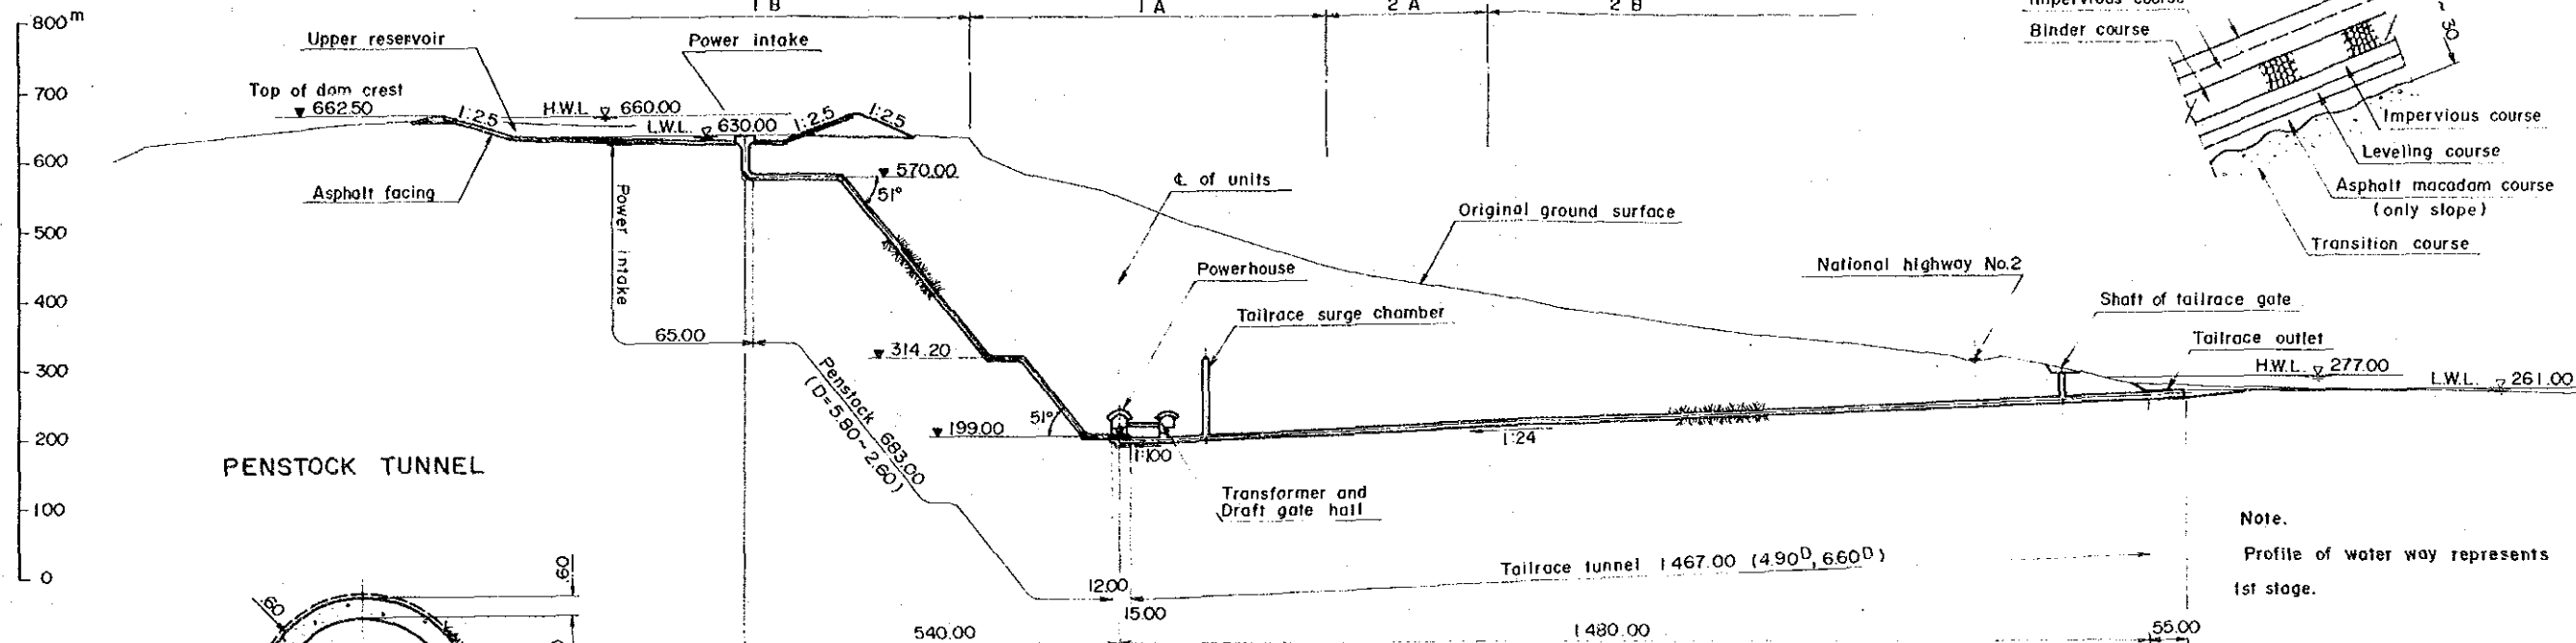 1 B
1 A
2 A
2 B
800 m
700
600
500
400
300
200
100
0
Upper reservoir
Power intake
Top of dam crest
662.50
1:2.5
H.W.L. 660.00
L.W.L. 630.00
1:2.5
1:2.5
Asphalt facing
Power intake
65.00
570.00
51°
℄ of units
Original ground surface
Powerhouse
National highway No.2
Shaft of tailrace gate
Tailrace surge chamber
Tailrace outlet
H.W.L. 277.00
L.W.L. 261.00
314.20
Penstock 683.00
(D=5.80~2.60)
51°
199.00
1:100
1:24
Transformer and
Draft gate hall
PENSTOCK TUNNEL
.60
.60
12.00
15.00
Tailrace tunnel 1467.00 (4.90D, 6.60D)
540.00
1480.00
55.00
Impervious course
Binder course
~30
Impervious course
Leveling course
Asphalt macadam course
(only slope)
Transition course
Note.
Profile of water way represents
1st stage.